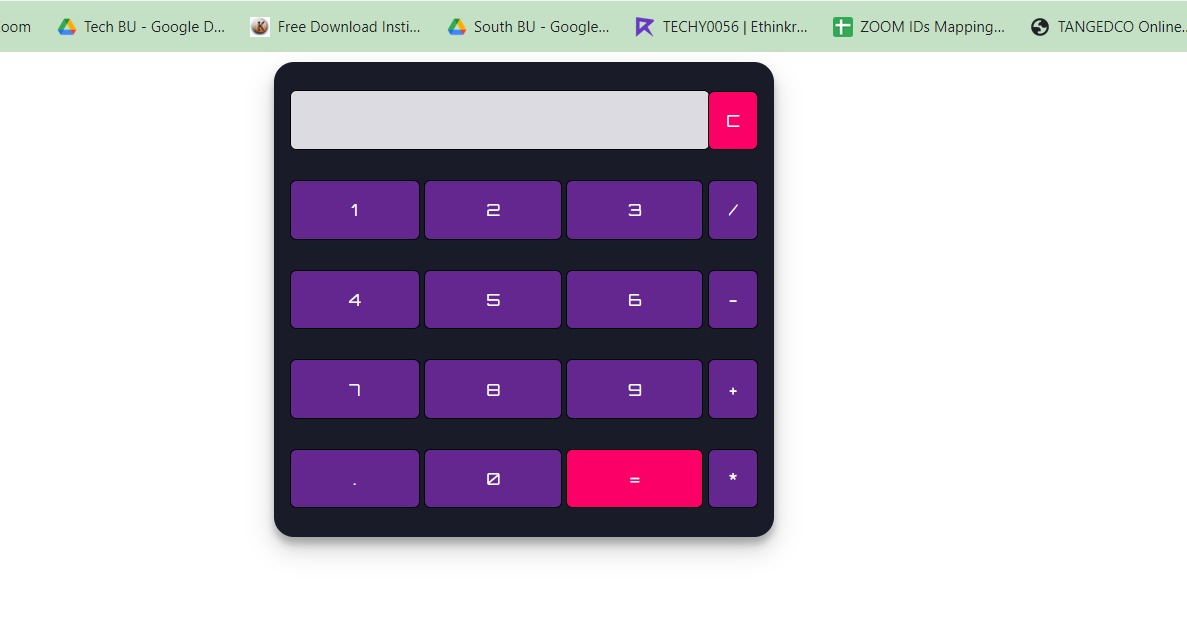 oom Tech BU - Google D... Free Download Insti... South BU - Google... TECHY0056 | Ethinkr... ZOOM IDs Mapping... TANGEDCO Online..
C
1 2 3 /
4 5 6 -
7 8 9 +
. 0 = *